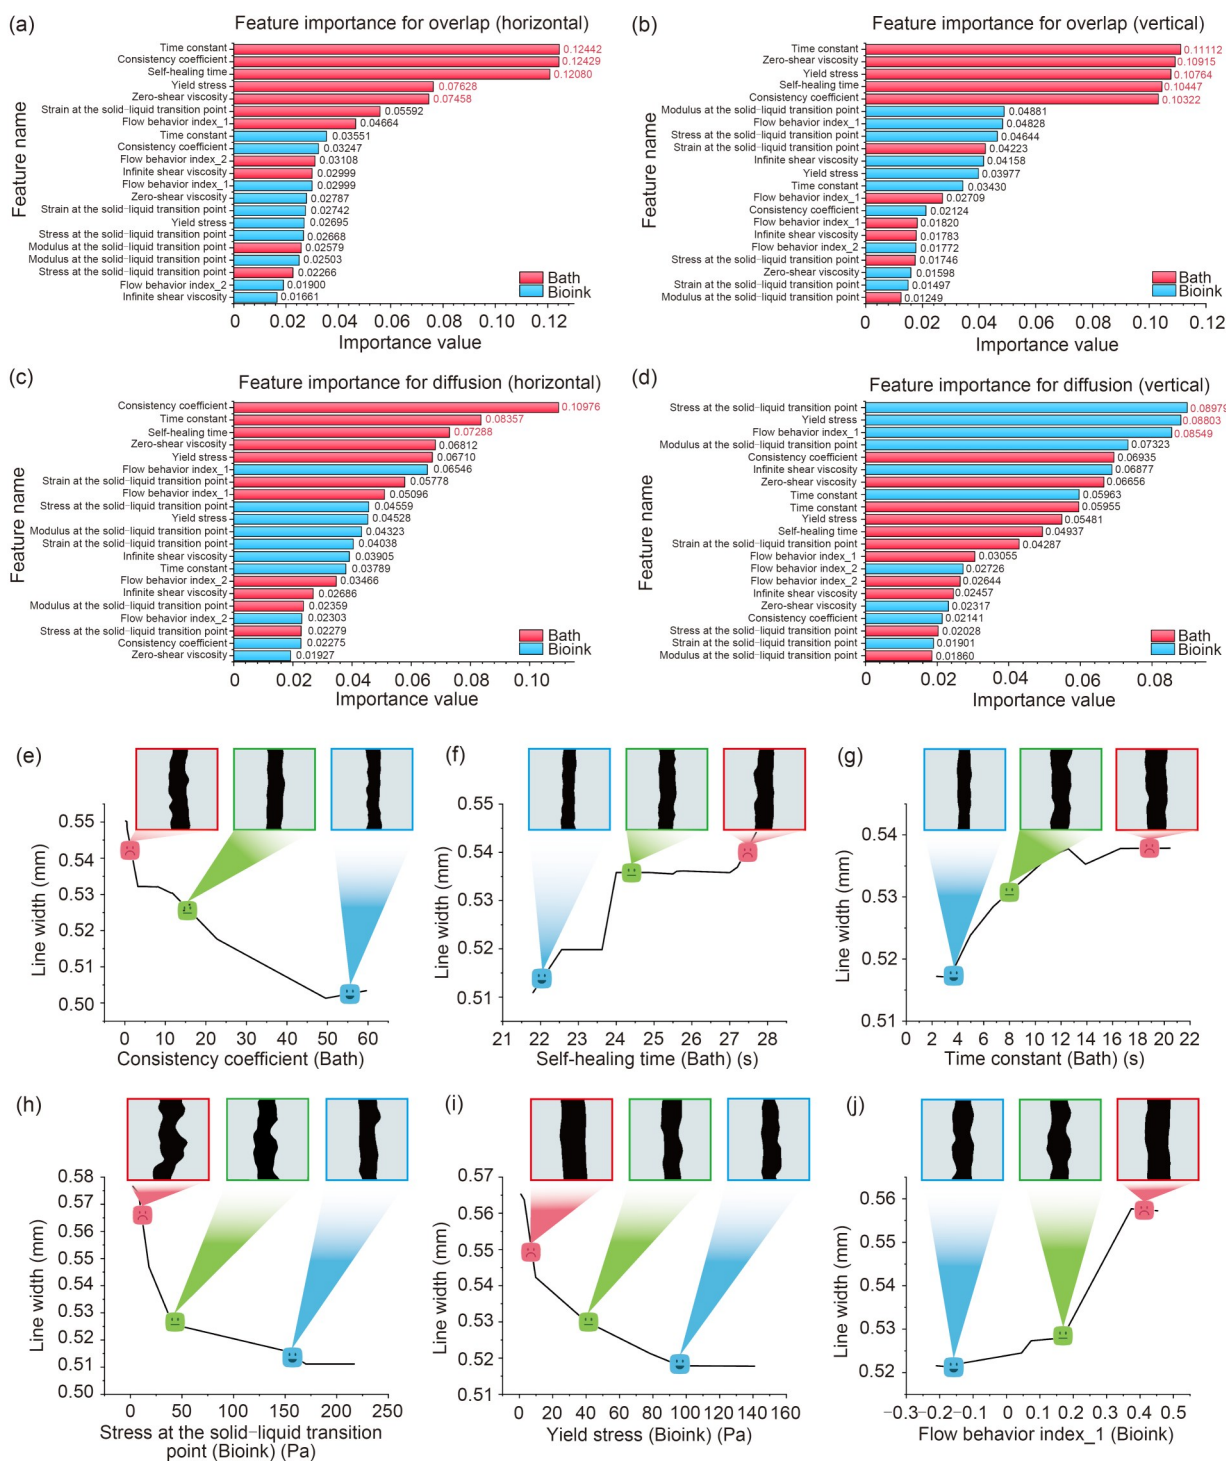 (a)
Feature importance for overlap (horizontal)
Feature name
Time constant 0.12442
Consistency coefficient 0.12429
Self-healing time 0.12080
Yield stress 0.07628
Zero-shear viscosity 0.07458
Strain at the solid-liquid transition point 0.05592
Flow behavior index_1 0.04664
Time constant 0.03551
Consistency coefficient 0.03247
Flow behavior index_2 0.03108
Infinite shear viscosity 0.02999
Flow behavior index_1 0.02999
Zero-shear viscosity 0.02787
Strain at the solid-liquid transition point 0.02742
Yield stress 0.02695
Stress at the solid-liquid transition point 0.02668
Modulus at the solid-liquid transition point 0.02579
Modulus at the solid-liquid transition point 0.02503
Stress at the solid-liquid transition point 0.02266
Flow behavior index_2 0.01900
Infinite shear viscosity 0.01661
Bath
Bioink
0 0.02 0.04 0.06 0.08 0.10 0.12
Importance value
(b)
Feature importance for overlap (vertical)
Feature name
Time constant 0.11112
Zero-shear viscosity 0.10915
Yield stress 0.10764
Self-healing time 0.10447
Consistency coefficient 0.10322
Modulus at the solid-liquid transition point 0.04881
Flow behavior index_1 0.04828
Stress at the solid-liquid transition point 0.04644
Strain at the solid-liquid transition point 0.04223
Infinite shear viscosity 0.04158
Yield stress 0.03977
Time constant 0.03430
Flow behavior index_1 0.02709
Consistency coefficient 0.02124
Flow behavior index_1 0.01820
Infinite shear viscosity 0.01783
Flow behavior index_2 0.01772
Stress at the solid-liquid transition point 0.01746
Zero-shear viscosity 0.01598
Strain at the solid-liquid transition point 0.01497
Modulus at the solid-liquid transition point 0.01249
Bath
Bioink
0 0.02 0.04 0.06 0.08 0.10 0.12
Importance value
(c)
Feature importance for diffusion (horizontal)
Feature name
Consistency coefficient 0.10976
Time constant 0.08357
Self-healing time 0.07288
Zero-shear viscosity 0.06812
Yield stress 0.06710
Flow behavior index_1 0.06546
Strain at the solid-liquid transition point 0.05778
Flow behavior index_1 0.05096
Stress at the solid-liquid transition point 0.04559
Yield stress 0.04528
Modulus at the solid-liquid transition point 0.04323
Strain at the solid-liquid transition point 0.04038
Infinite shear viscosity 0.03905
Time constant 0.03789
Flow behavior index_2 0.03466
Infinite shear viscosity 0.02686
Modulus at the solid-liquid transition point 0.02359
Flow behavior index_2 0.02303
Stress at the solid-liquid transition point 0.02279
Consistency coefficient 0.02275
Zero-shear viscosity 0.01927
Bath
Bioink
0 0.02 0.04 0.06 0.08 0.10
Importance value
(d)
Feature importance for diffusion (vertical)
Feature name
Stress at the solid-liquid transition point 0.08979
Yield stress 0.08803
Flow behavior index_1 0.08549
Modulus at the solid-liquid transition point 0.07323
Consistency coefficient 0.06935
Infinite shear viscosity 0.06877
Zero-shear viscosity 0.06656
Time constant 0.05963
Time constant 0.05955
Yield stress 0.05481
Self-healing time 0.04937
Strain at the solid-liquid transition point 0.04287
Flow behavior index_1 0.03055
Flow behavior index_2 0.02726
Flow behavior index_2 0.02644
Infinite shear viscosity 0.02457
Zero-shear viscosity 0.02317
Consistency coefficient 0.02141
Stress at the solid-liquid transition point 0.02028
Strain at the solid-liquid transition point 0.01901
Modulus at the solid-liquid transition point 0.01860
Bath
Bioink
0 0.02 0.04 0.06 0.08
Importance value
(e)
Line width (mm)
0.55
0.54
0.53
0.52
0.51
0.50
0 10 20 30 40 50 60
Consistency coefficient (Bath)
(f)
Line width (mm)
0.55
0.54
0.53
0.52
0.51
21 22 23 24 25 26 27 28
Self-healing time (Bath) (s)
(g)
Line width (mm)
0.54
0.53
0.52
0.51
0 2 4 6 8 10 12 14 16 18 20 22
Time constant (Bath) (s)
(h)
Line width (mm)
0.58
0.57
0.56
0.55
0.54
0.53
0.52
0.51
0.50
0 50 100 150 200 250
Stress at the solid-liquid transition
point (Bioink) (Pa)
(i)
Line width (mm)
0.57
0.56
0.55
0.54
0.53
0.52
0.51
0 20 40 60 80 100 120 140 160
Yield stress (Bioink) (Pa)
(j)
Line width (mm)
0.56
0.54
0.52
-0.3-0.2-0.1 0 0.1 0.2 0.3 0.4 0.5
Flow behavior index_1 (Bioink)